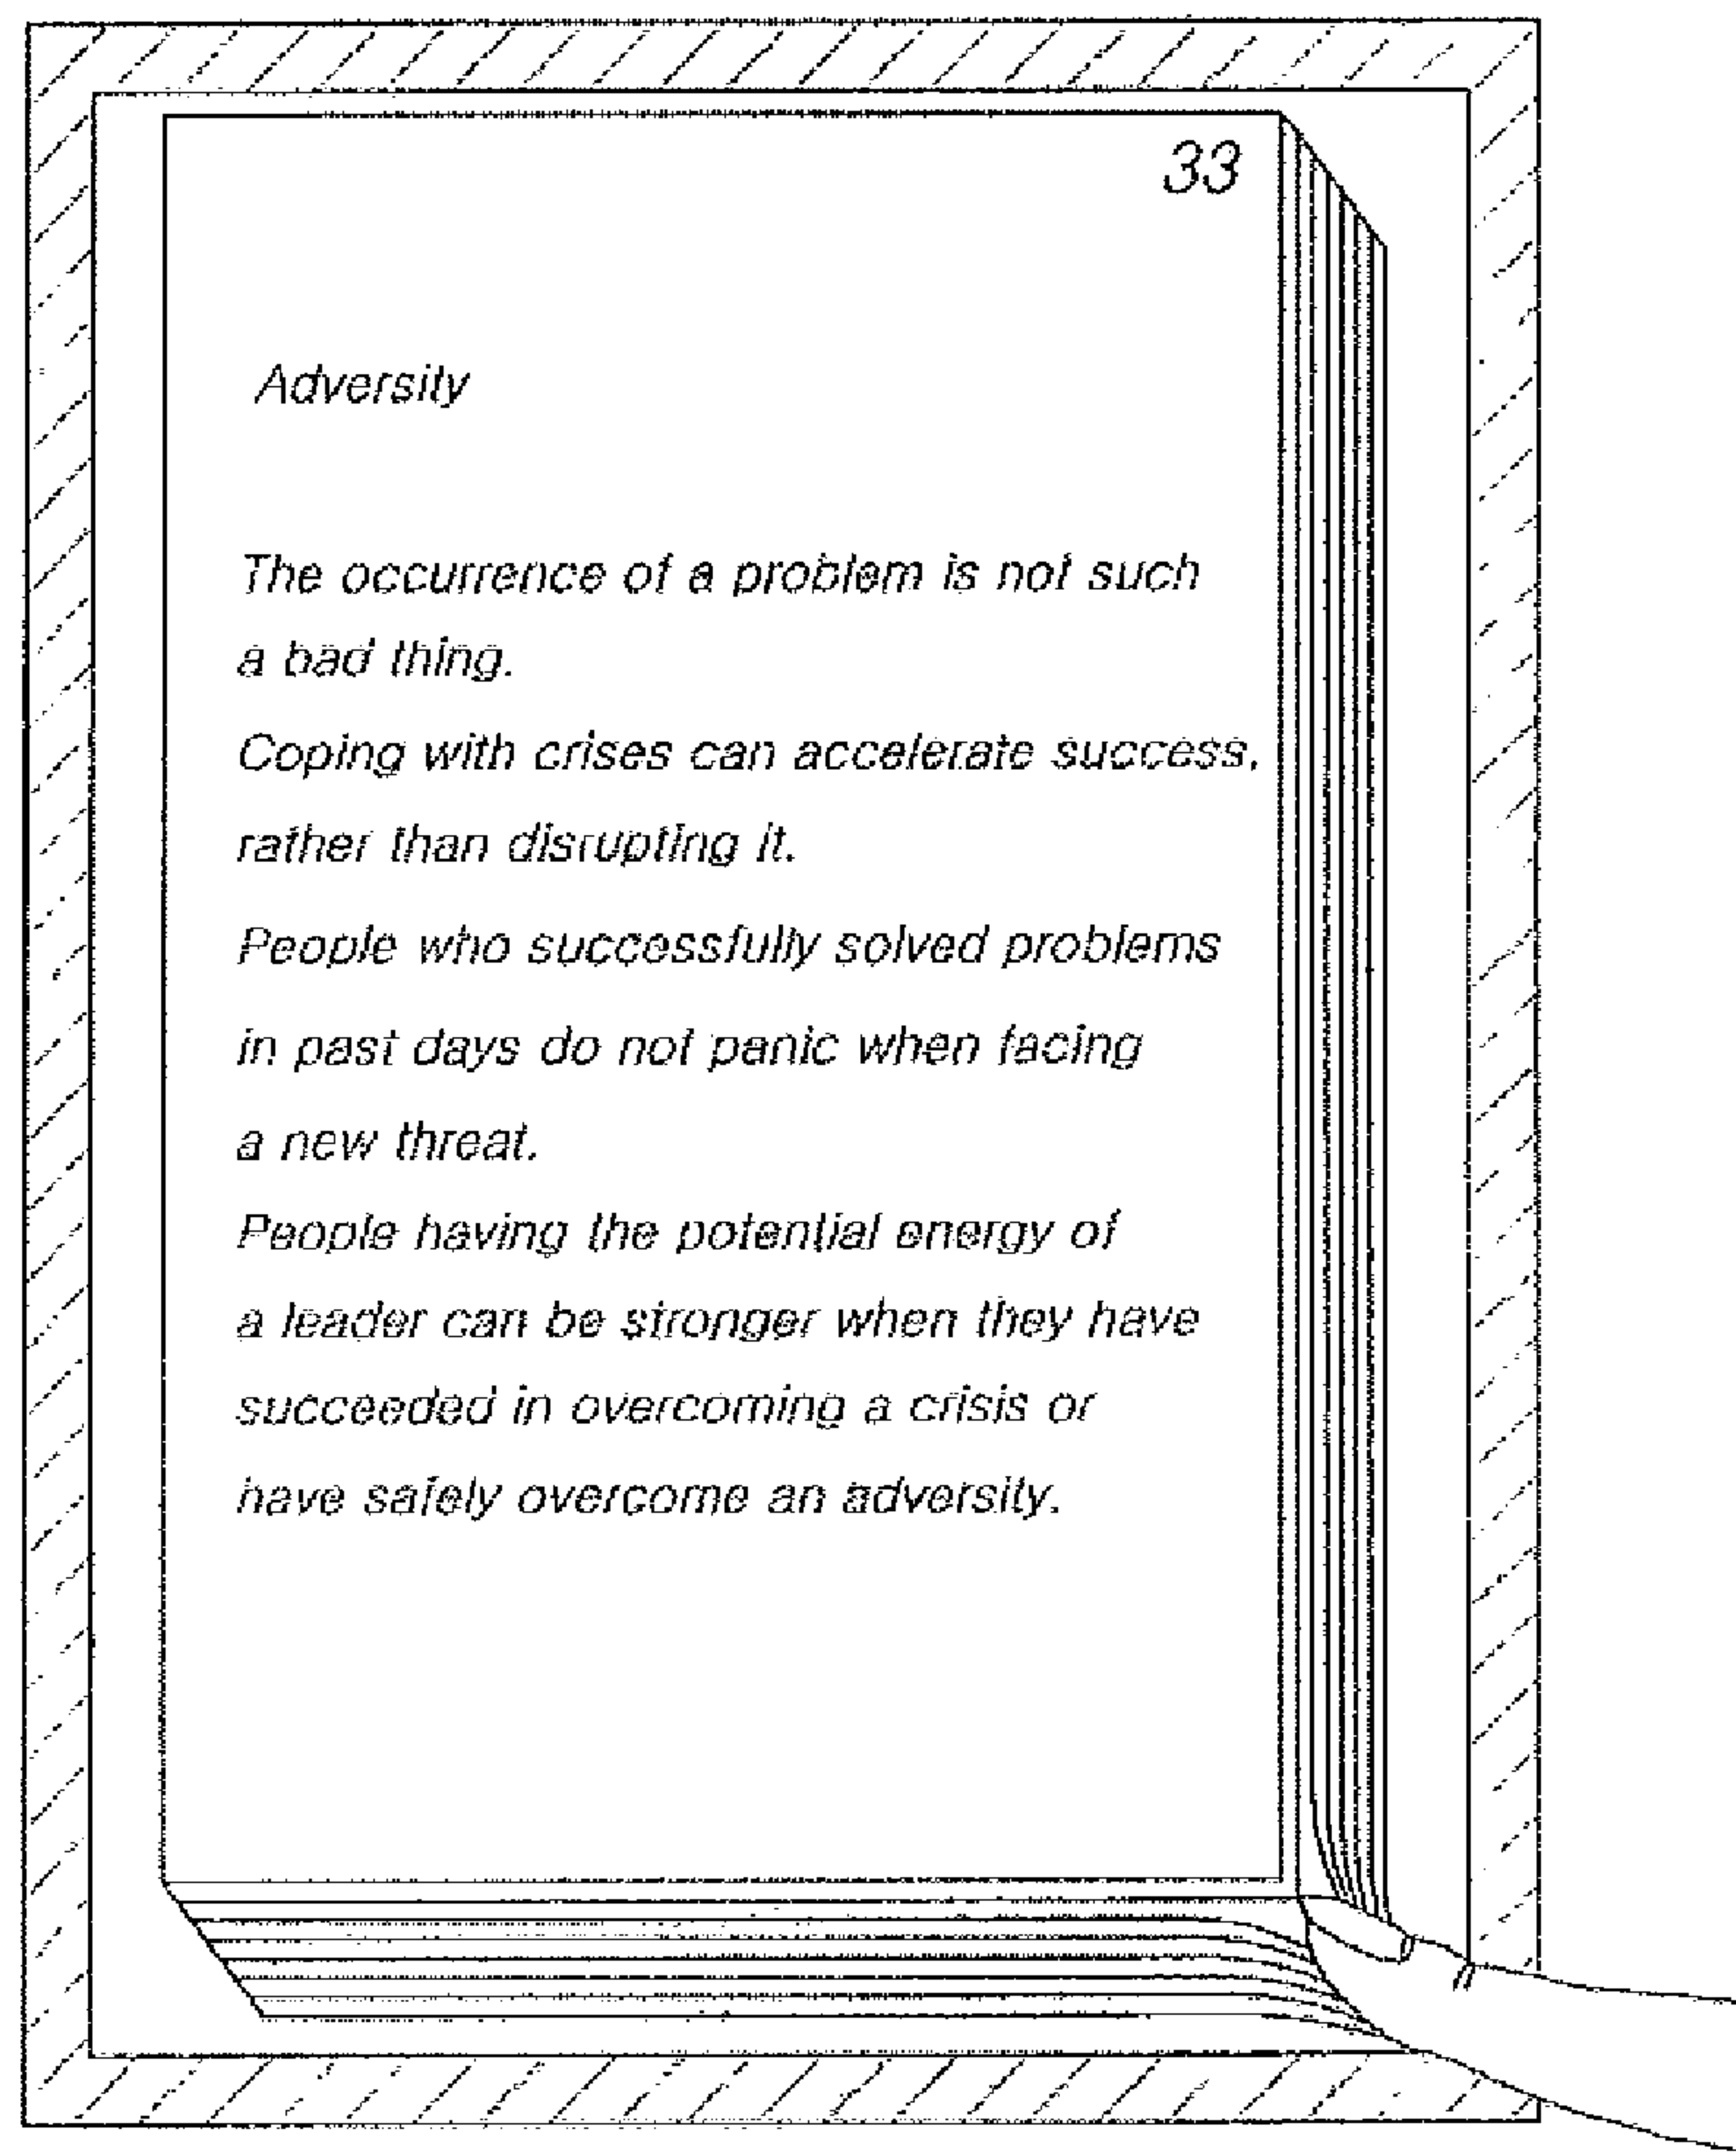 33
Adversity
The occurrence of a problem is not such
a bad thing.
Coping with crises can accelerate success,
rather than disrupting it.
People who successfully solved problems
in past days do not panic when facing
a new threat.
People having the potential energy of
a leader can be stronger when they have
succeeded in overcoming a crisis or
have safely overcome an adversity.